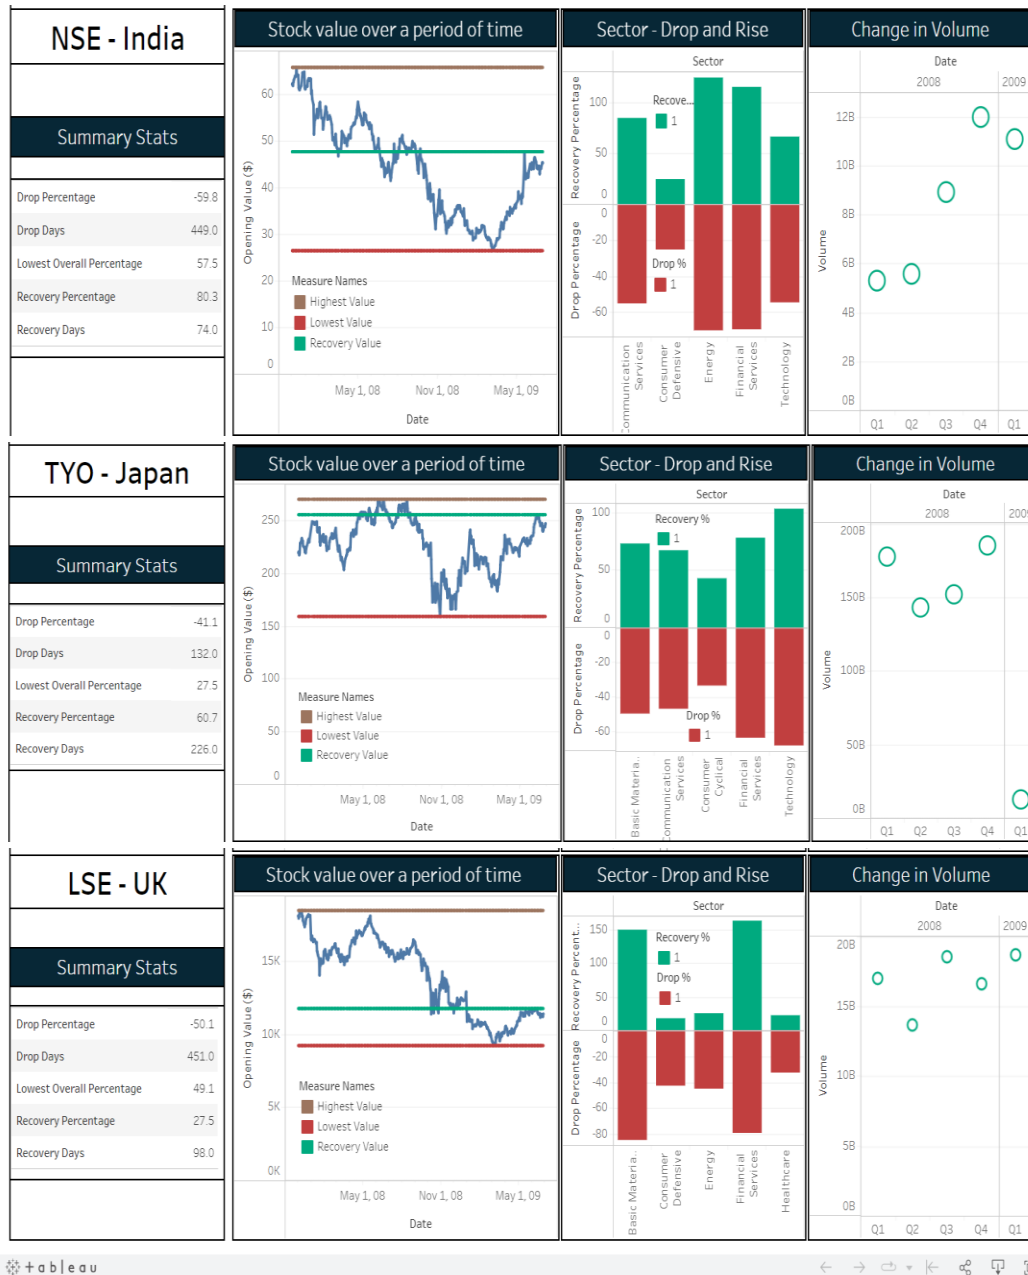 NSE - India
Summary Stats
Drop Percentage -59.8
Drop Days 449.0
Lowest Overall Percentage 57.5
Recovery Percentage 80.3
Recovery Days 74.0
Stock value over a period of time
Opening Value ($)
60
50
40
30
20
10
0
Measure Names
Highest Value
Lowest Value
Recovery Value
May 1, 08 Nov 1, 08 May 1, 09
Date
Sector - Drop and Rise
Sector
Recovery Percentage
100
50
0
Recove...
1
Drop Percentage
0
-20
-40
-60
Drop %
1
Communication Services
Consumer Defensive
Energy
Financial Services
Technology
Change in Volume
Date
2008 2009
Volume
12B
10B
8B
6B
4B
2B
0B
Q1 Q2 Q3 Q4 Q1
TYO - Japan
Summary Stats
Drop Percentage -41.1
Drop Days 132.0
Lowest Overall Percentage 27.5
Recovery Percentage 60.7
Recovery Days 226.0
Stock value over a period of time
Opening Value ($)
250
200
150
100
50
0
Measure Names
Highest Value
Lowest Value
Recovery Value
May 1, 08 Nov 1, 08 May 1, 09
Date
Sector - Drop and Rise
Sector
Recovery Percentage
100
50
0
Recovery %
1
Drop Percentage
0
-20
-40
-60
Drop %
1
Basic Materia..
Communication Services
Consumer Cyclical
Financial Services
Technology
Change in Volume
Date
2008 200
Volume
200B
150B
100B
50B
0B
Q1 Q2 Q3 Q4 Q1
LSE - UK
Summary Stats
Drop Percentage -50.1
Drop Days 451.0
Lowest Overall Percentage 49.1
Recovery Percentage 27.5
Recovery Days 98.0
Stock value over a period of time
Opening Value ($)
15K
10K
5K
0K
Measure Names
Highest Value
Lowest Value
Recovery Value
May 1, 08 Nov 1, 08 May 1, 09
Date
Sector - Drop and Rise
Sector
Recovery Percent...
150
100
50
0
Recovery %
1
Drop %
1
Drop Percentage
0
-20
-40
-60
-80
Basic Materia..
Consumer Defensive
Energy
Financial Services
Healthcare
Change in Volume
Date
2008 2009
Volume
20B
15B
10B
5B
0B
Q1 Q2 Q3 Q4 Q1
+ableau